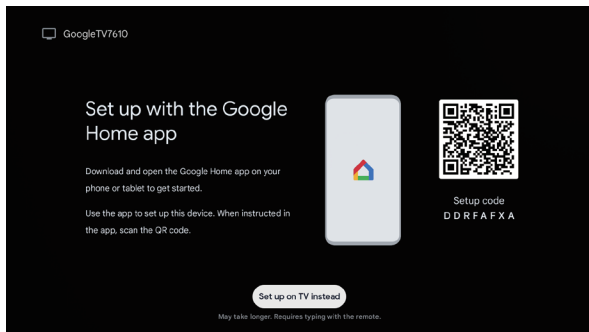 GoogleTV7610
Set up with the Google
Home app
Download and open the Google Home app on your
phone or tablet to get started.
Use the app to set up this device. When instructed in
the app, scan the QR code.
Setup code
DDRFAFXA
Set up on TV instead
May take longer. Requires typing with the remote.